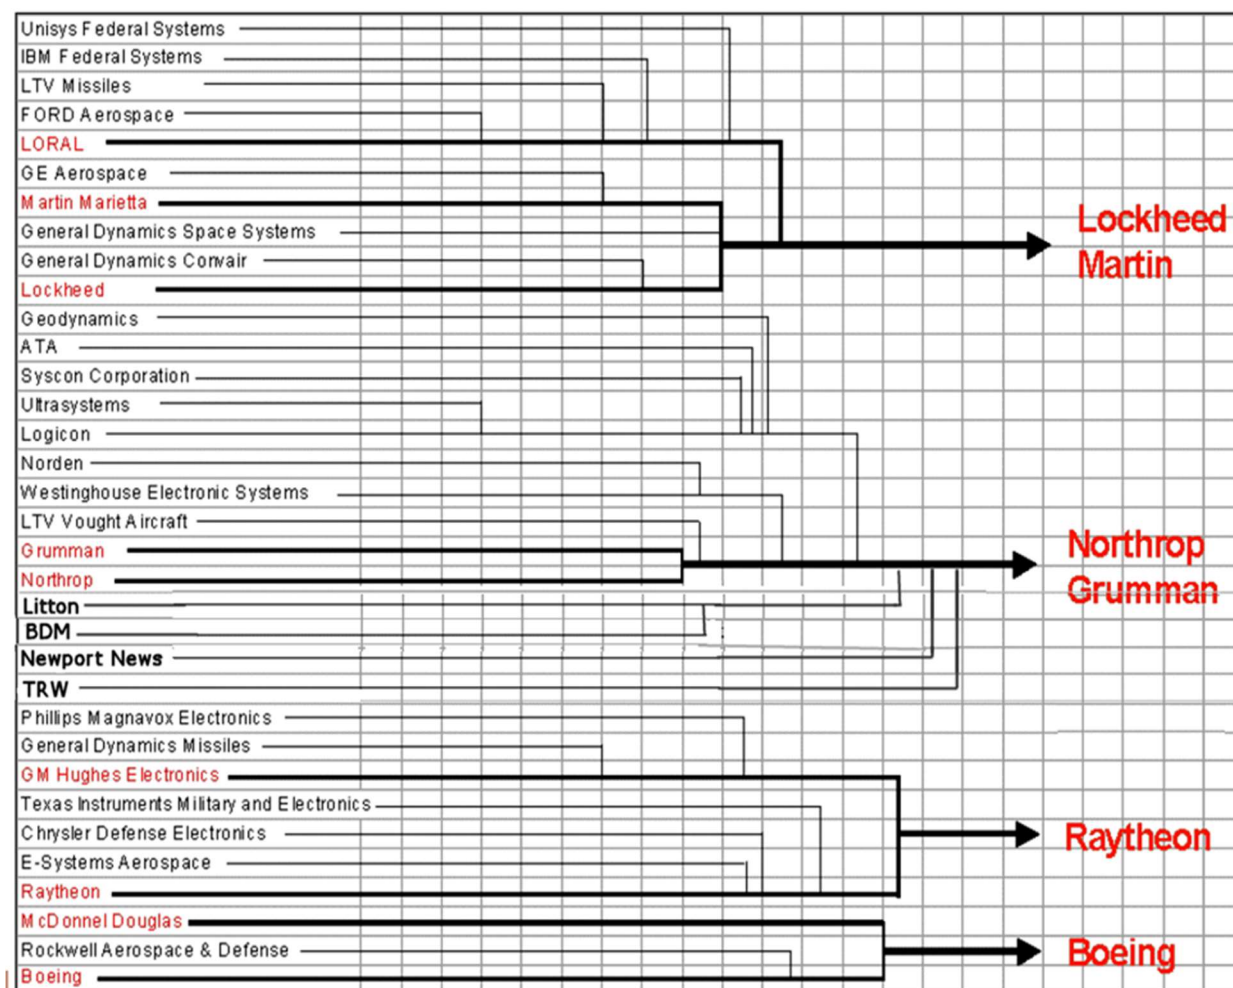 Unisys Federal Systems
IBM Federal Systems
LTV Missiles
FORD Aerospace
LORAL
GE Aerospace
Martin Marietta
General Dynamics Space Systems
General Dynamics Convair
Lockheed
Lockheed
Martin
Geodynamics
ATA
Syscon Corporation
Ultrasystems
Logicon
Norden
Westinghouse Electronic Systems
LTV Vought Aircraft
Grumman
Northrop
Northrop
Grumman
Litton
BDM
Newport News
TRW
Phillips Magnavox Electronics
General Dynamics Missiles
GM Hughes Electronics
Texas Instruments Military and Electronics
Chrysler Defense Electronics
E-Systems Aerospace
Raytheon
Raytheon
McDonnel Douglas
Rockwell Aerospace & Defense
Boeing
Boeing